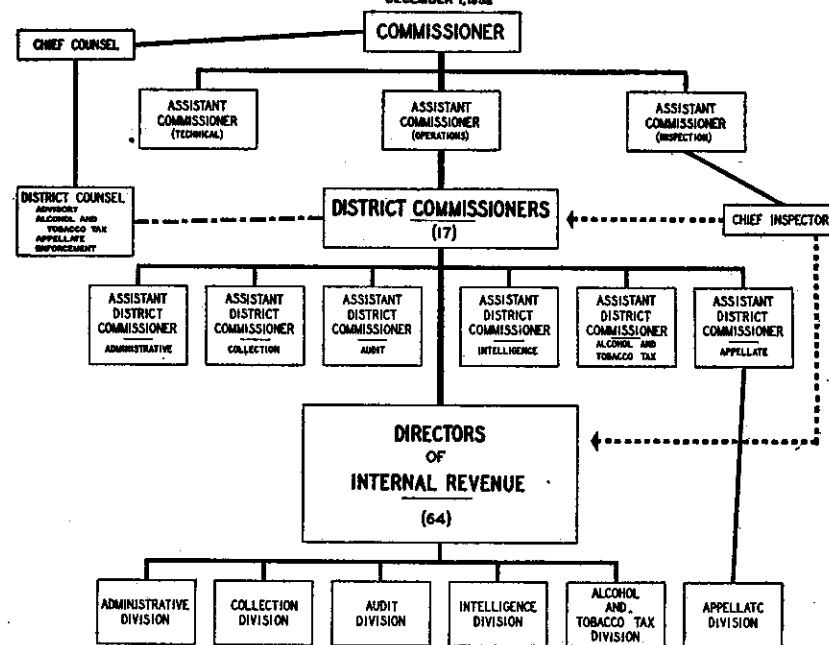 DECEMBER 1, 1952
COMMISSIONER
CHIEF COUNSEL
ASSISTANT
COMMISSIONER
(TECHNICAL)
ASSISTANT
COMMISSIONER
(OPERATIONS)
ASSISTANT
COMMISSIONER
(INSPECTION)
DISTRICT COUNSEL
ADVISORY
ALCOHOL AND
TOBACCO TAX
APPELLATE
ENFORCEMENT
DISTRICT COMMISSIONERS
(17)
CHIEF INSPECTOR
ASSISTANT
DISTRICT
COMMISSIONER
ADMINISTRATIVE
ASSISTANT
DISTRICT
COMMISSIONER
COLLECTION
ASSISTANT
DISTRICT
COMMISSIONER
AUDIT
ASSISTANT
DISTRICT
COMMISSIONER
INTELLIGENCE
ASSISTANT
DISTRICT
COMMISSIONER
ALCOHOL AND
TOBACCO TAX
ASSISTANT
DISTRICT
COMMISSIONER
APPELLATE
DIRECTORS
OF
INTERNAL REVENUE
(64)
ADMINISTRATIVE
DIVISION
COLLECTION
DIVISION
AUDIT
DIVISION
INTELLIGENCE
DIVISION
ALCOHOL
AND
TOBACCO TAX
DIVISION
APPELLATC
DIVISION